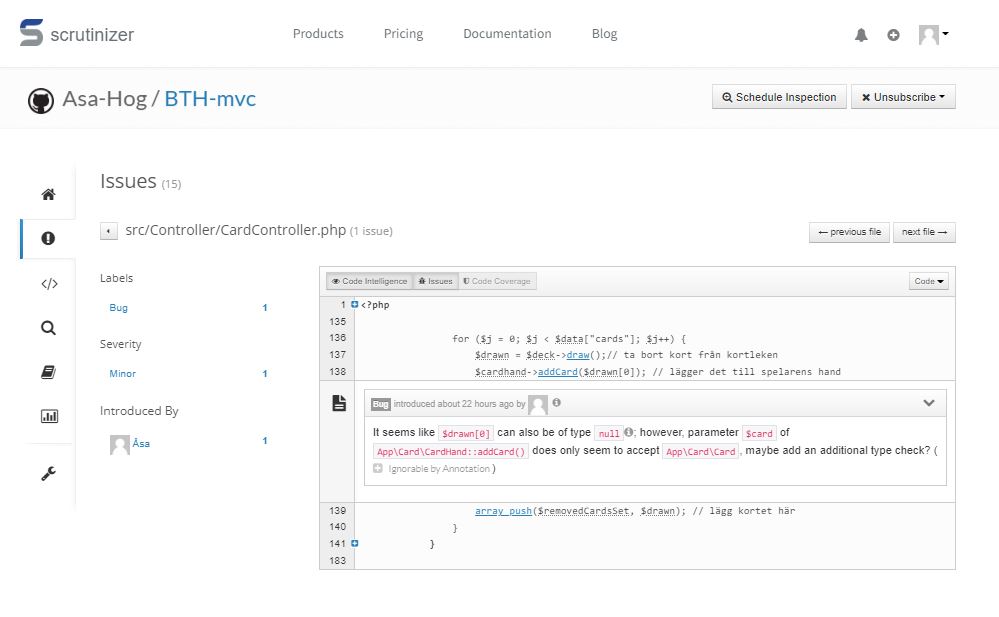 scrutinizer Products Pricing Documentation Blog
Asa-Hog / BTH-mvc Schedule Inspection Unsubscribe
Issues (15)
src/Controller/CardController.php (1 issue) previous file next file
Labels
Bug 1
Severity
Minor 1
Introduced By
Åsa 1
Code Intelligence Issues Code Coverage Code
1 <?php
135
136 for ($j = 0; $j < $data["cards"]; $j++) {
137 $drawn = $deck->draw();// ta bort kort från kortleken
138 $cardhand->addCard($drawn[0]); // lägger det till spelarens hand
Bug introduced about 22 hours ago by
It seems like $drawn[0] can also be of type null ; however, parameter $card of
App\Card\CardHand::addCard() does only seem to accept App\Card\Card , maybe add an additional type check? (
Ignorable by Annotation )
139 array_push($removedCardsSet, $drawn); // lägg kortet här
140 }
141 }
183